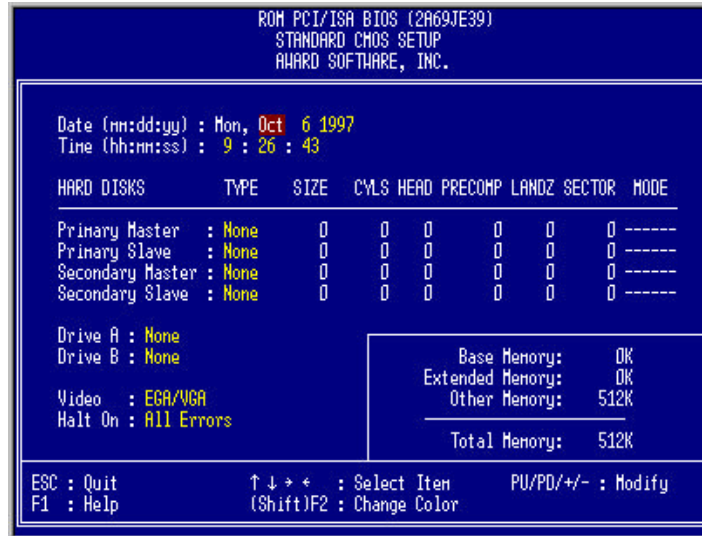 ROM PCI/ISA BIOS (2A69JE39)
STANDARD CMOS SETUP
AWARD SOFTWARE, INC.
Date (mm:dd:yy) : Mon, Oct 6 1997
Time (hh:mm:ss) : 9 : 26 : 43
HARD DISKS TYPE SIZE CYLS HEAD PRECOMP LANDZ SECTOR MODE
Primary Master : None 0 0 0 0 0 0 ------
Primary Slave : None 0 0 0 0 0 0 ------
Secondary Master : None 0 0 0 0 0 0 ------
Secondary Slave : None 0 0 0 0 0 0 ------
Drive A : None
Drive B : None
Video : EGA/VGA
Halt On : All Errors
Base Memory: 0K
Extended Memory: 0K
Other Memory: 512K
Total Memory: 512K
ESC : Quit ↑ ↓ → ← : Select Item PU/PD/+/- : Modify
F1 : Help (Shift)F2 : Change Color